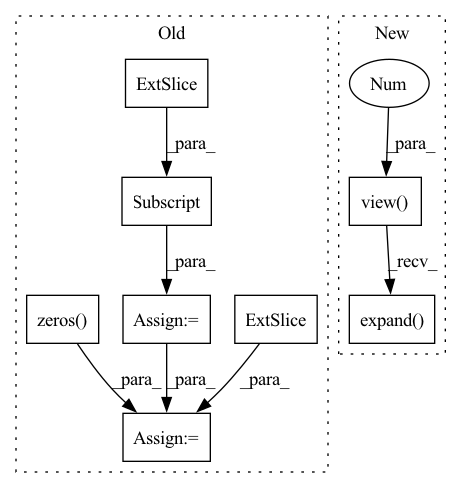 Old
New
ExtSlice
Num
_para_
_para_
Subscript
view()
_para_
_recv_
zeros()
Assign:=
ExtSlice
expand()
_para_
_para_
_para_
Assign:=